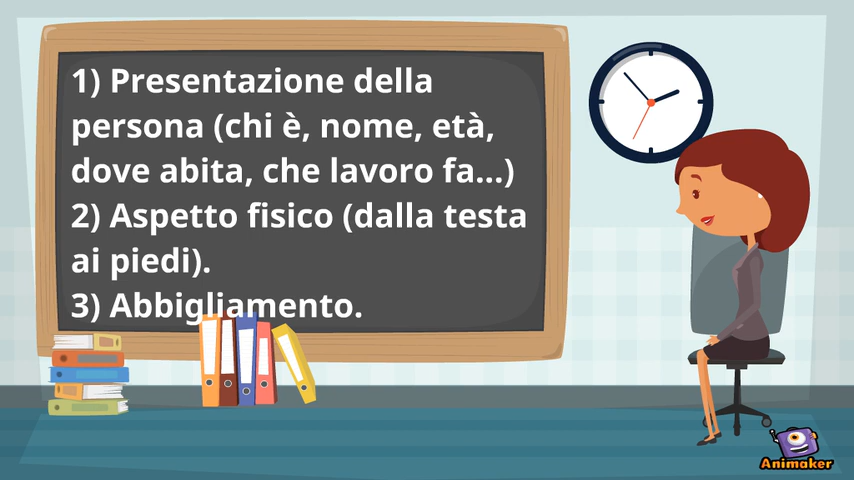 1) Presentazione della
persona (chi è, nome, età,
dove abita, che lavoro fa...)
2) Aspetto fisico (dalla testa
ai piedi).
3) Abbigliamento.
Animaker